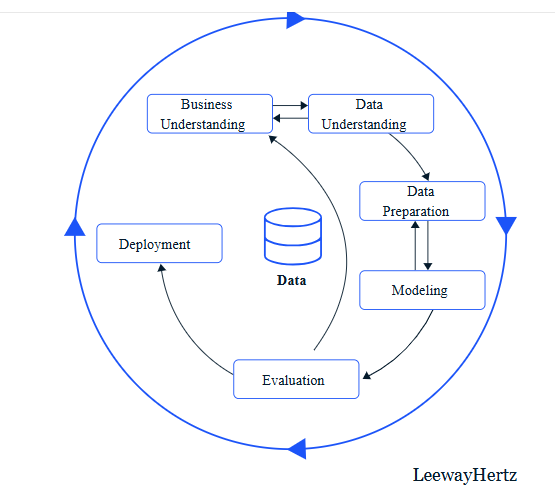 Business
Understanding
Data
Understanding
Data
Preparation
Deployment
Data
Modeling
Evaluation
LeewayHertz